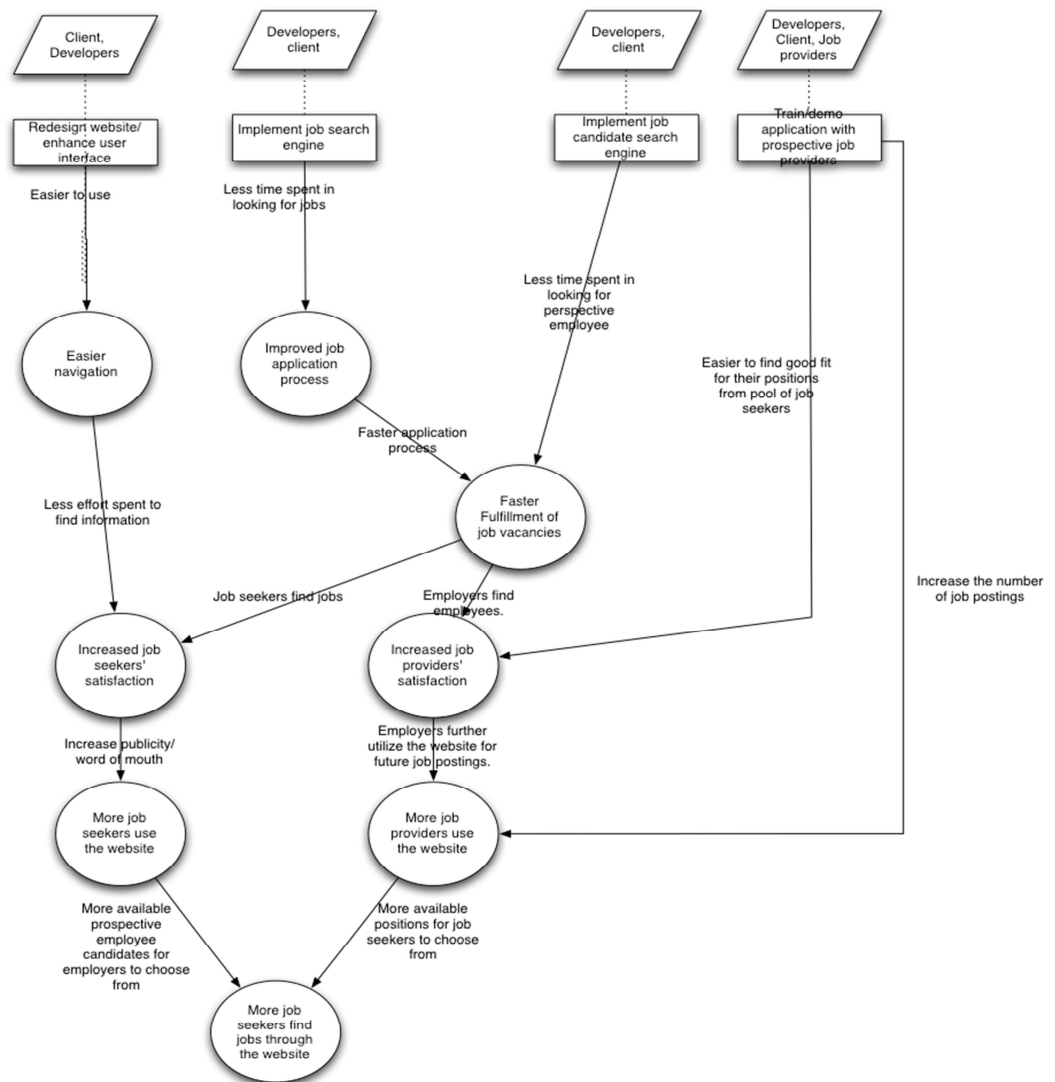 Client,
Developers
Developers,
client
Developers,
client
Developers,
Client, Job
providers
Redesign website/
enhance user
interface
Implement job search
engine
Implement job
candidate search
engine
Train/demo
application with
prospective job
providers
Easier to use
Less time spent in
looking for jobs
Less time spent in
looking for
perspective
employee
Easier
navigation
Improved job
application
process
Easier to find good fit
for their positions
from pool of job
seekers
Faster application
process
Less effort spent to
find information
Faster
Fulfillment of
job vacancies
Job seekers find jobs
Employers find
employees.
Increase the number
of job postings
Increased job
seekers'
satisfaction
Increased job
providers'
satisfaction
Increase publicity/
word of mouth
Employers further
utilize the website for
future job postings.
More job
seekers use
the website
More job
providers use
the website
More available
prospective
employee
candidates for
employers to choose
from
More available
positions for job
seekers to choose
from
More job
seekers find
jobs through
the website